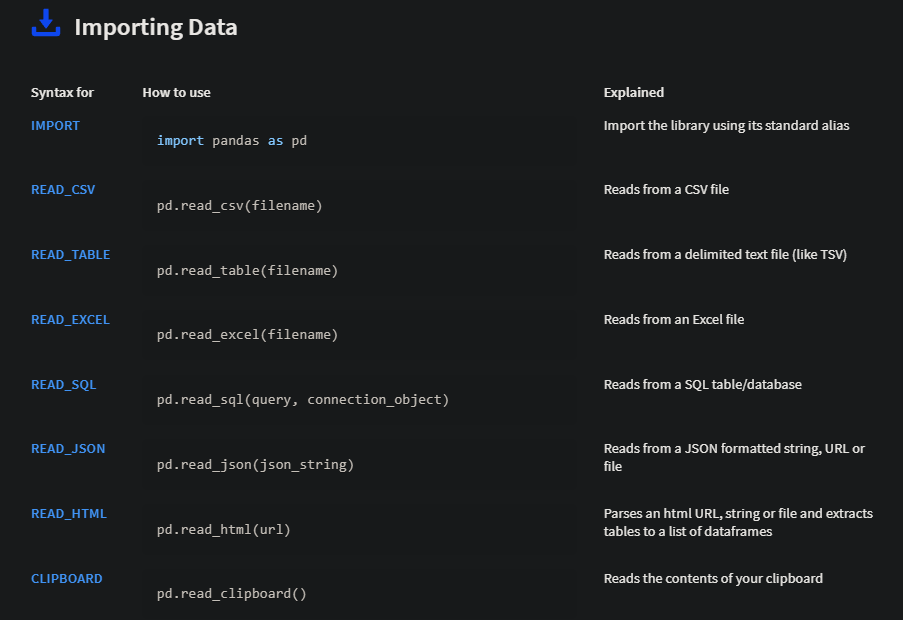 Importing Data
Syntax for How to use Explained
IMPORT import pandas as pd Import the library using its standard alias
READ_CSV pd.read_csv(filename) Reads from a CSV file
READ_TABLE pd.read_table(filename) Reads from a delimited text file (like TSV)
READ_EXCEL pd.read_excel(filename) Reads from an Excel file
READ_SQL pd.read_sql(query, connection_object) Reads from a SQL table/database
READ_JSON pd.read_json(json_string) Reads from a JSON formatted string, URL or
file
READ_HTML pd.read_html(url) Parses an html URL, string or file and extracts
tables to a list of dataframes
CLIPBOARD pd.read_clipboard() Reads the contents of your clipboard